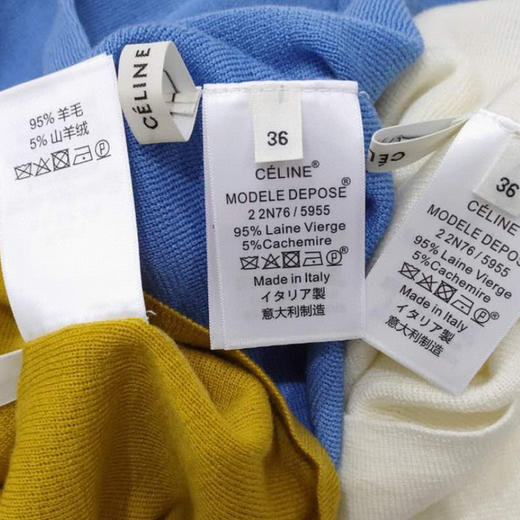 95% 羊毛
5% 山羊绒
CÉLINE
36
CÉLINE®
MODELE DEPOSE®
2 2N76 / 5955
95% Laine Vierge
5%Cachemire
Made in Italy
イタリア製
意大利制造
CÉLINE
36
CÉLINE
MODELE DEPOSE
2 2N76 / 5955
95% Laine Vierge
5%Cachemire
Made in Italy
イタリア製
意大利制造